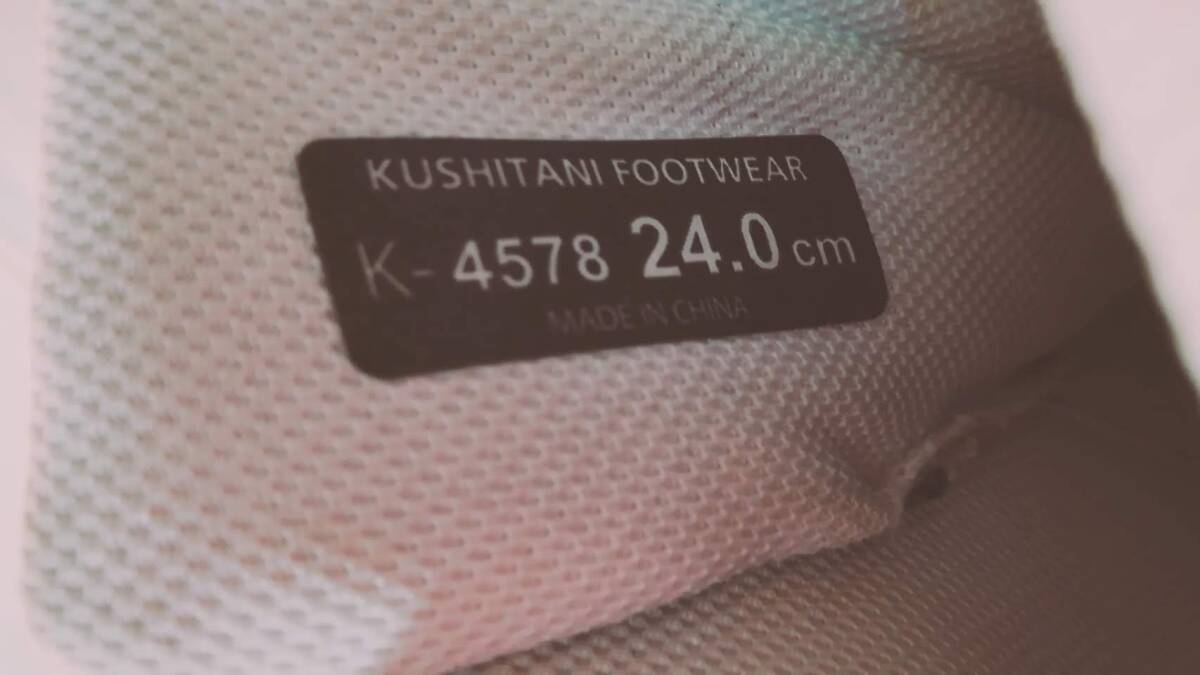 KUSHITANI FOOTWEAR
K- 4578 24.0 cm
MADE IN CHINA